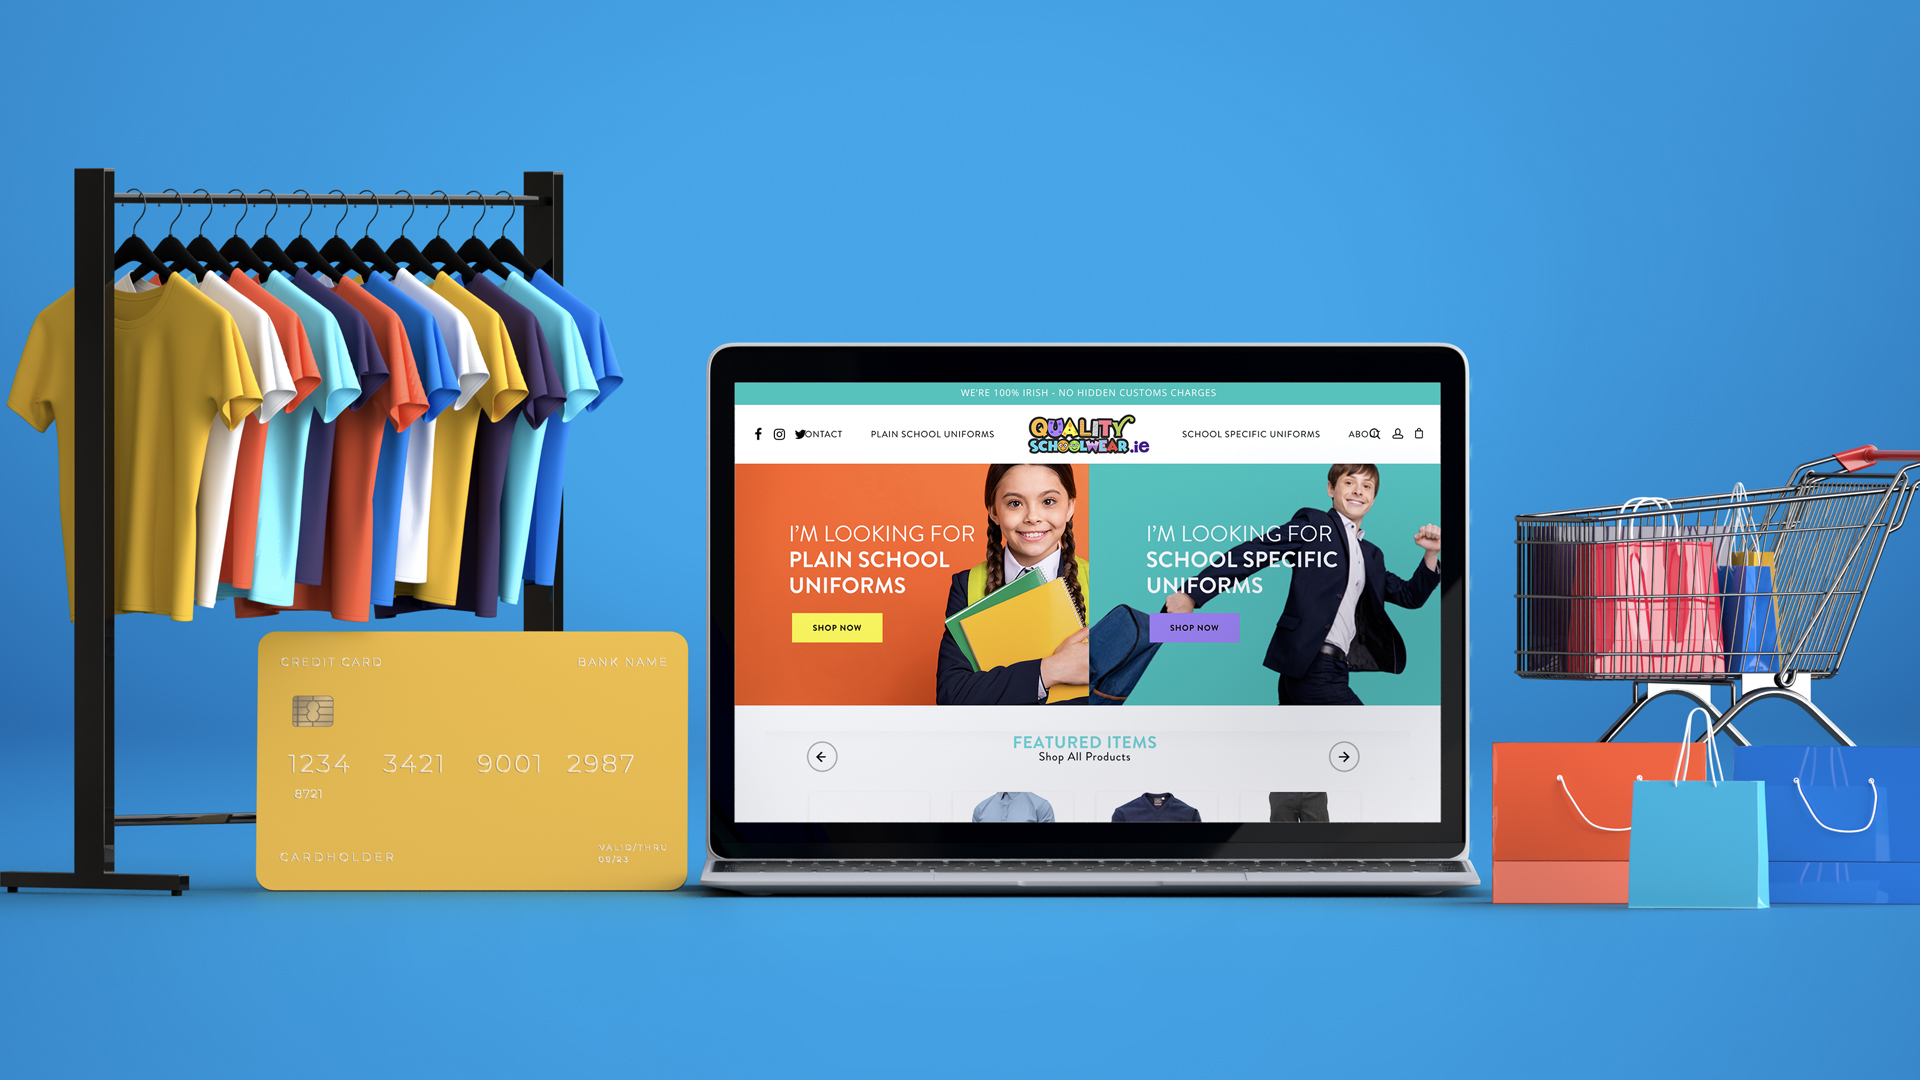 CREDIT CARD
BANK NAME
1234 3421 9001 2987
8721
CARDHOLDER
VALID/THRU
09/23
WE'RE 100% IRISH - NO HIDDEN CUSTOMS CHARGES
PLAIN SCHOOL UNIFORMS
QUALITY
SCHOOLWEAR.ie
SCHOOL SPECIFIC UNIFORMS
I'M LOOKING FOR
PLAIN SCHOOL
UNIFORMS
SHOP NOW
I'M LOOKING FOR
SCHOOL SPECIFIC
UNIFORMS
SHOP NOW
FEATURED ITEMS
Shop All Products